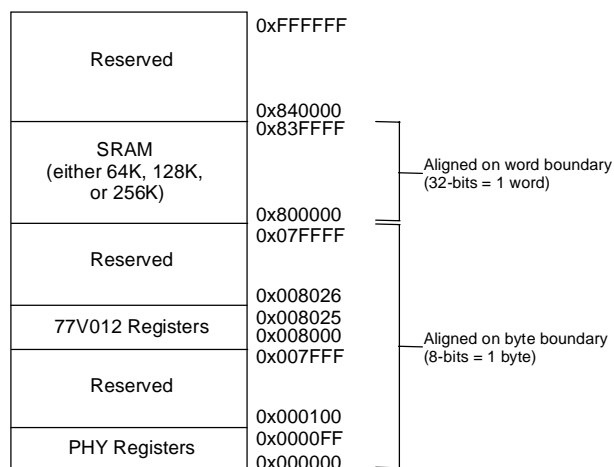 0xFFFFFF
Reserved
0x840000
0x83FFFF
SRAM
(either 64K, 128K,
or 256K)
Aligned on word boundary
(32-bits = 1 word)
0x800000
0x07FFFF
Reserved
0x008026
77V012 Registers
0x008025
0x008000
Aligned on byte boundary
(8-bits = 1 byte)
0x007FFF
Reserved
0x000100
0x0000FF
PHY Registers
0x000000